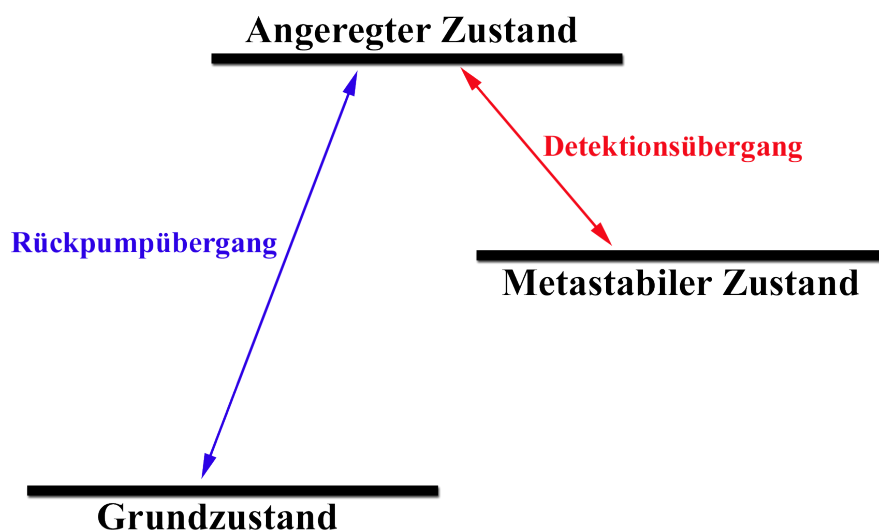 Angeregter Zustand
Detektionsübergang
Rückpumpübergang
Metastabiler Zustand
Grundzustand